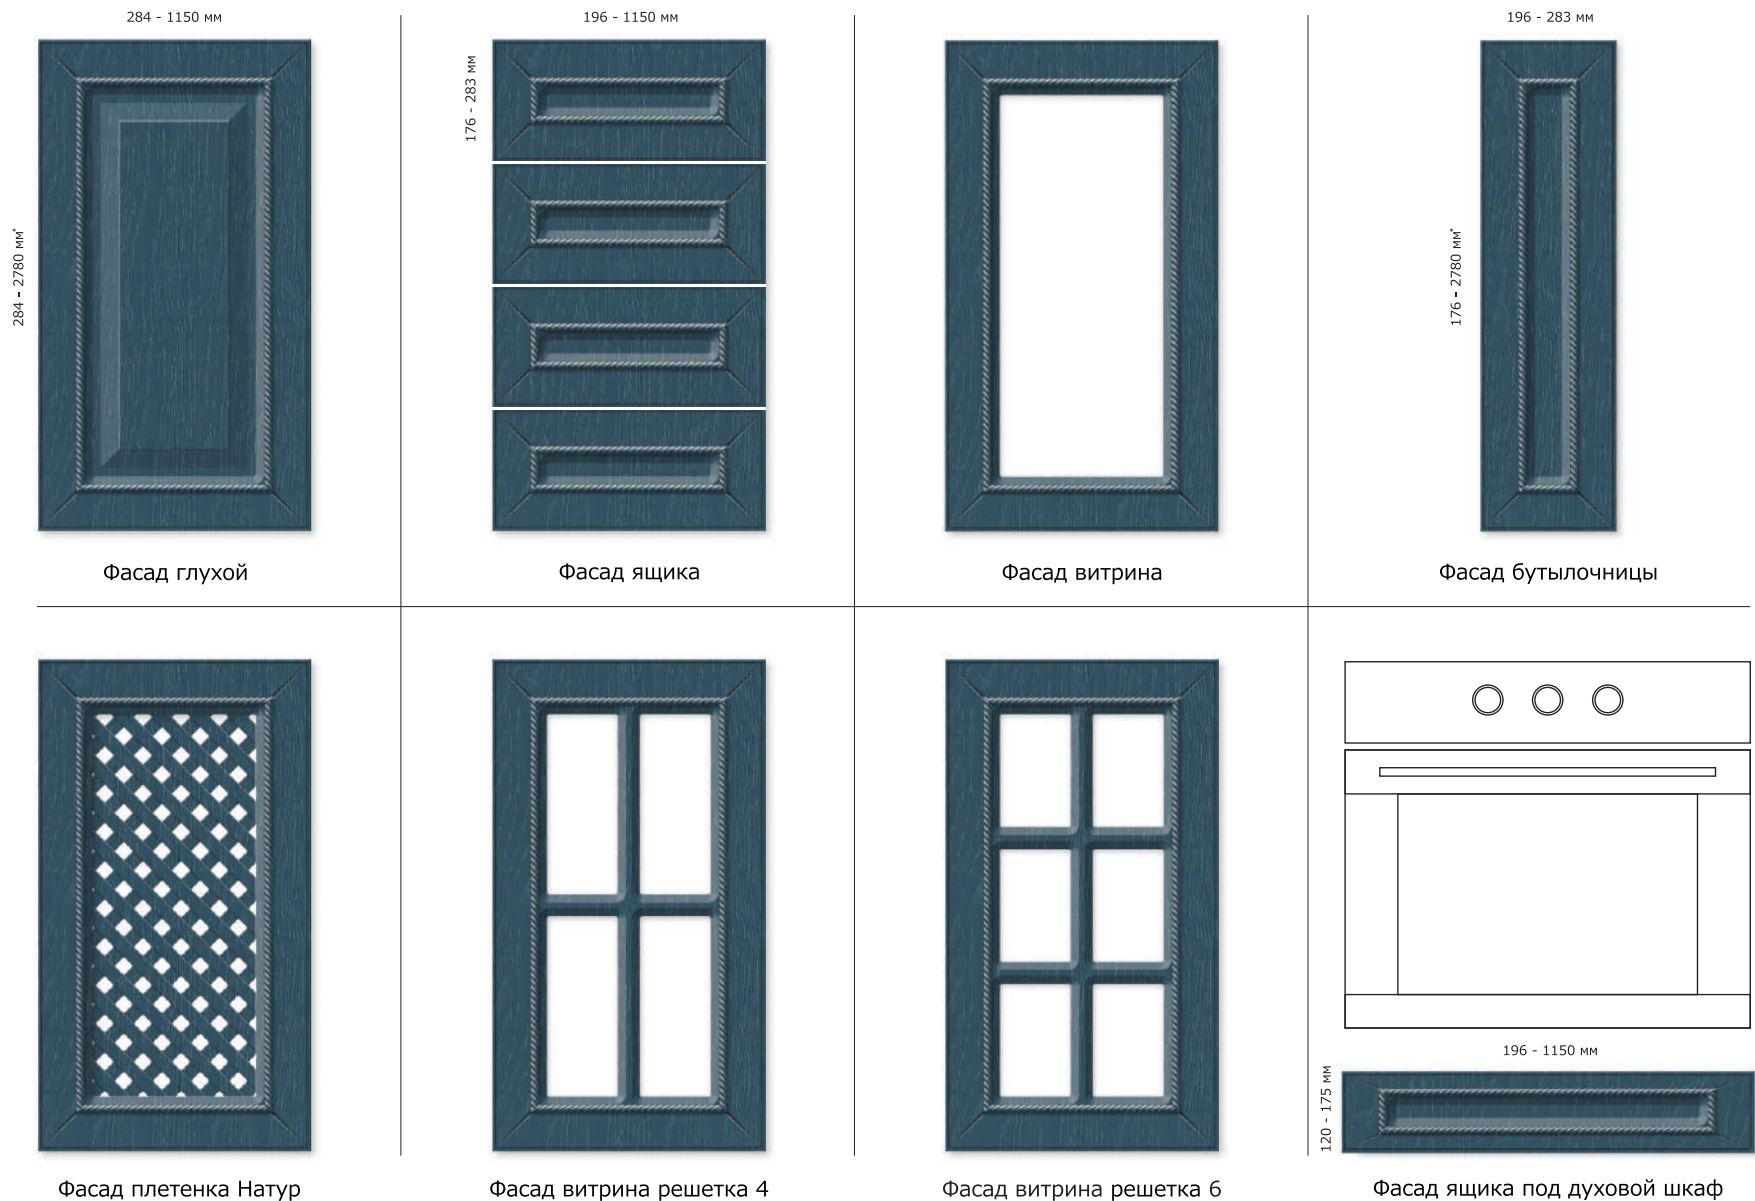 284 - 1150 мм
196 - 1150 мм
196 - 283 мм
176 - 283 мм
284 - 2780 мм*
176 - 2780 мм*
Фасад глухой
Фасад ящика
Фасад витрина
Фасад бутылочницы
196 - 1150 мм
120 - 175 мм
Фасад плетенка Натур
Фасад витрина решетка 4
Фасад витрина решетка 6
Фасад ящика под духовой шкаф